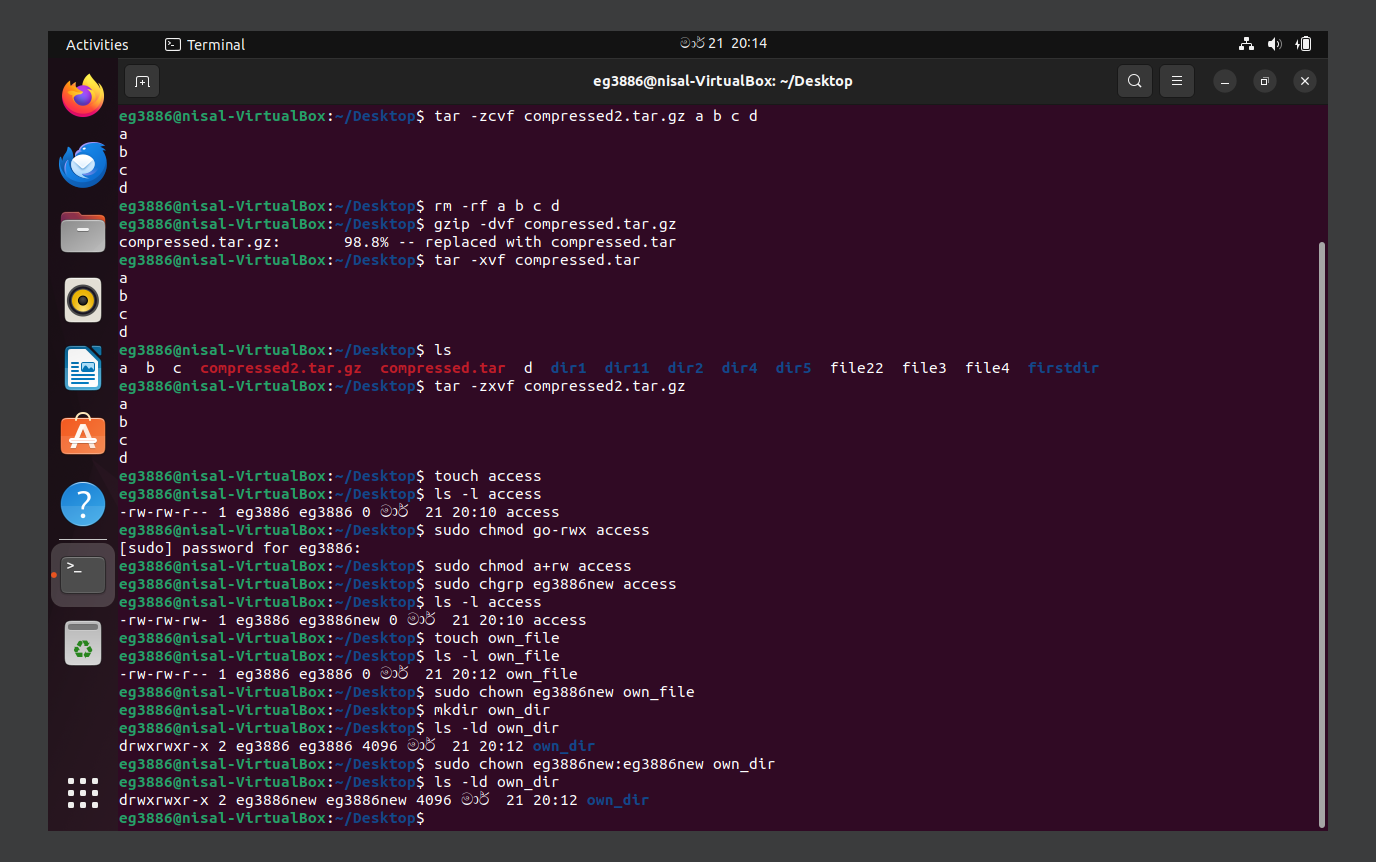 Activities Terminal මාර්‍ 21 20:14
eg3886@nisal-VirtualBox: ~/Desktop
eg3886@nisal-VirtualBox:~/Desktop$ tar -zcvf compressed2.tar.gz a b c d
a
b
c
d
eg3886@nisal-VirtualBox:~/Desktop$ rm -rf a b c d
eg3886@nisal-VirtualBox:~/Desktop$ gzip -dvf compressed.tar.gz
compressed.tar.gz:       98.8% -- replaced with compressed.tar
eg3886@nisal-VirtualBox:~/Desktop$ tar -xvf compressed.tar
a
b
c
d
eg3886@nisal-VirtualBox:~/Desktop$ ls
a  b  c  compressed2.tar.gz  compressed.tar  d  dir1  dir11  dir2  dir4  dir5  file22  file3  file4  firstdir
eg3886@nisal-VirtualBox:~/Desktop$ tar -zxvf compressed2.tar.gz
a
b
c
d
eg3886@nisal-VirtualBox:~/Desktop$ touch access
eg3886@nisal-VirtualBox:~/Desktop$ ls -l access
-rw-rw-r-- 1 eg3886 eg3886 0 මාර්‍  21 20:10 access
eg3886@nisal-VirtualBox:~/Desktop$ sudo chmod go-rwx access
[sudo] password for eg3886:
eg3886@nisal-VirtualBox:~/Desktop$ sudo chmod a+rw access
eg3886@nisal-VirtualBox:~/Desktop$ sudo chgrp eg3886new access
eg3886@nisal-VirtualBox:~/Desktop$ ls -l access
-rw-rw-rw- 1 eg3886 eg3886new 0 මාර්‍  21 20:10 access
eg3886@nisal-VirtualBox:~/Desktop$ touch own_file
eg3886@nisal-VirtualBox:~/Desktop$ ls -l own_file
-rw-rw-r-- 1 eg3886 eg3886 0 මාර්‍  21 20:12 own_file
eg3886@nisal-VirtualBox:~/Desktop$ sudo chown eg3886new own_file
eg3886@nisal-VirtualBox:~/Desktop$ mkdir own_dir
eg3886@nisal-VirtualBox:~/Desktop$ ls -ld own_dir
drwxrwxr-x 2 eg3886 eg3886 4096 මාර්‍  21 20:12 own_dir
eg3886@nisal-VirtualBox:~/Desktop$ sudo chown eg3886new:eg3886new own_dir
eg3886@nisal-VirtualBox:~/Desktop$ ls -ld own_dir
drwxrwxr-x 2 eg3886new eg3886new 4096 මාර්‍  21 20:12 own_dir
eg3886@nisal-VirtualBox:~/Desktop$